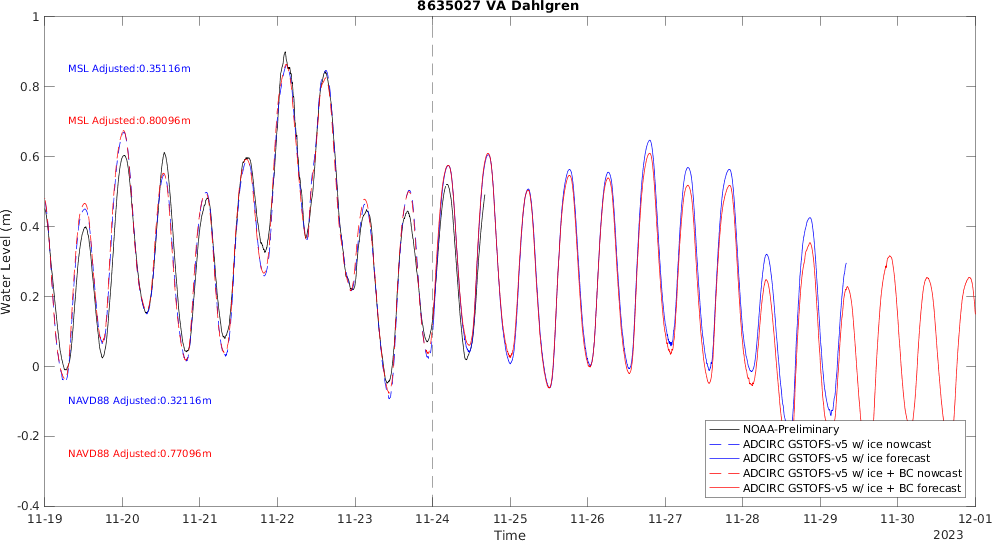 8635027 VA Dahlgren
1
0.8
0.6
0.4
0.2
0
-0.2
-0.4
Water Level (m)
MSL Adjusted:0.35116m
MSL Adjusted:0.80096m
NAVD88 Adjusted:0.32116m
NAVD88 Adjusted:0.77096m
NOAA-Preliminary
ADCIRC GSTOFS-v5 w/ ice nowcast
ADCIRC GSTOFS-v5 w/ ice forecast
ADCIRC GSTOFS-v5 w/ ice + BC nowcast
ADCIRC GSTOFS-v5 w/ ice + BC forecast
11-19 11-20 11-21 11-22 11-23 11-24 11-25 11-26 11-27 11-28 11-29 11-30 12-01
Time
2023